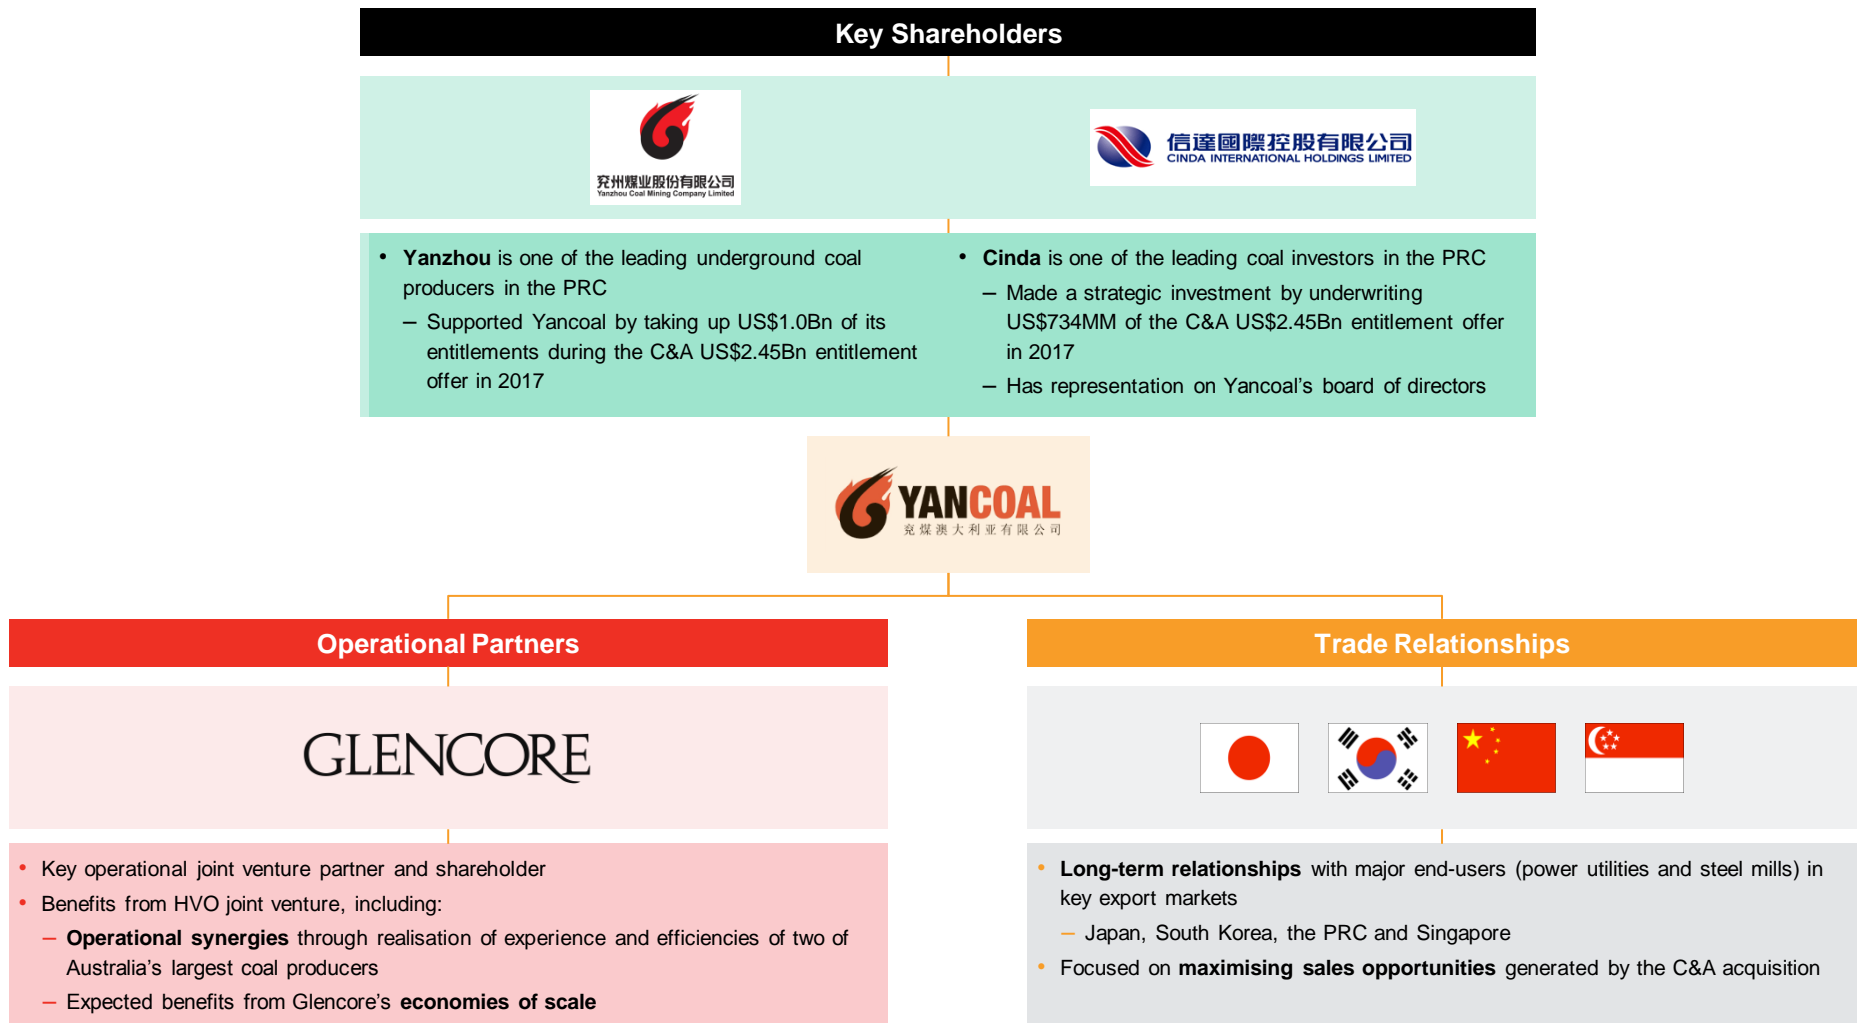 Key Shareholders
兖州煤业股份有限公司
Yanzhou Coal Mining Company Limited
信達國際控股有限公司
CINDA INTERNATIONAL HOLDINGS LIMITED
• Yanzhou is one of the leading underground coal
producers in the PRC
– Supported Yancoal by taking up US$1.0Bn of its
entitlements during the C&A US$2.45Bn entitlement
offer in 2017
• Cinda is one of the leading coal investors in the PRC
– Made a strategic investment by underwriting
US$734MM of the C&A US$2.45Bn entitlement offer
in 2017
– Has representation on Yancoal’s board of directors
YANCOAL
兖煤澳大利亚有限公司
Operational Partners
GLENCORE
• Key operational joint venture partner and shareholder
• Benefits from HVO joint venture, including:
– Operational synergies through realisation of experience and efficiencies of two of
Australia’s largest coal producers
– Expected benefits from Glencore’s economies of scale
Trade Relationships
• Long-term relationships with major end-users (power utilities and steel mills) in
key export markets
– Japan, South Korea, the PRC and Singapore
• Focused on maximising sales opportunities generated by the C&A acquisition